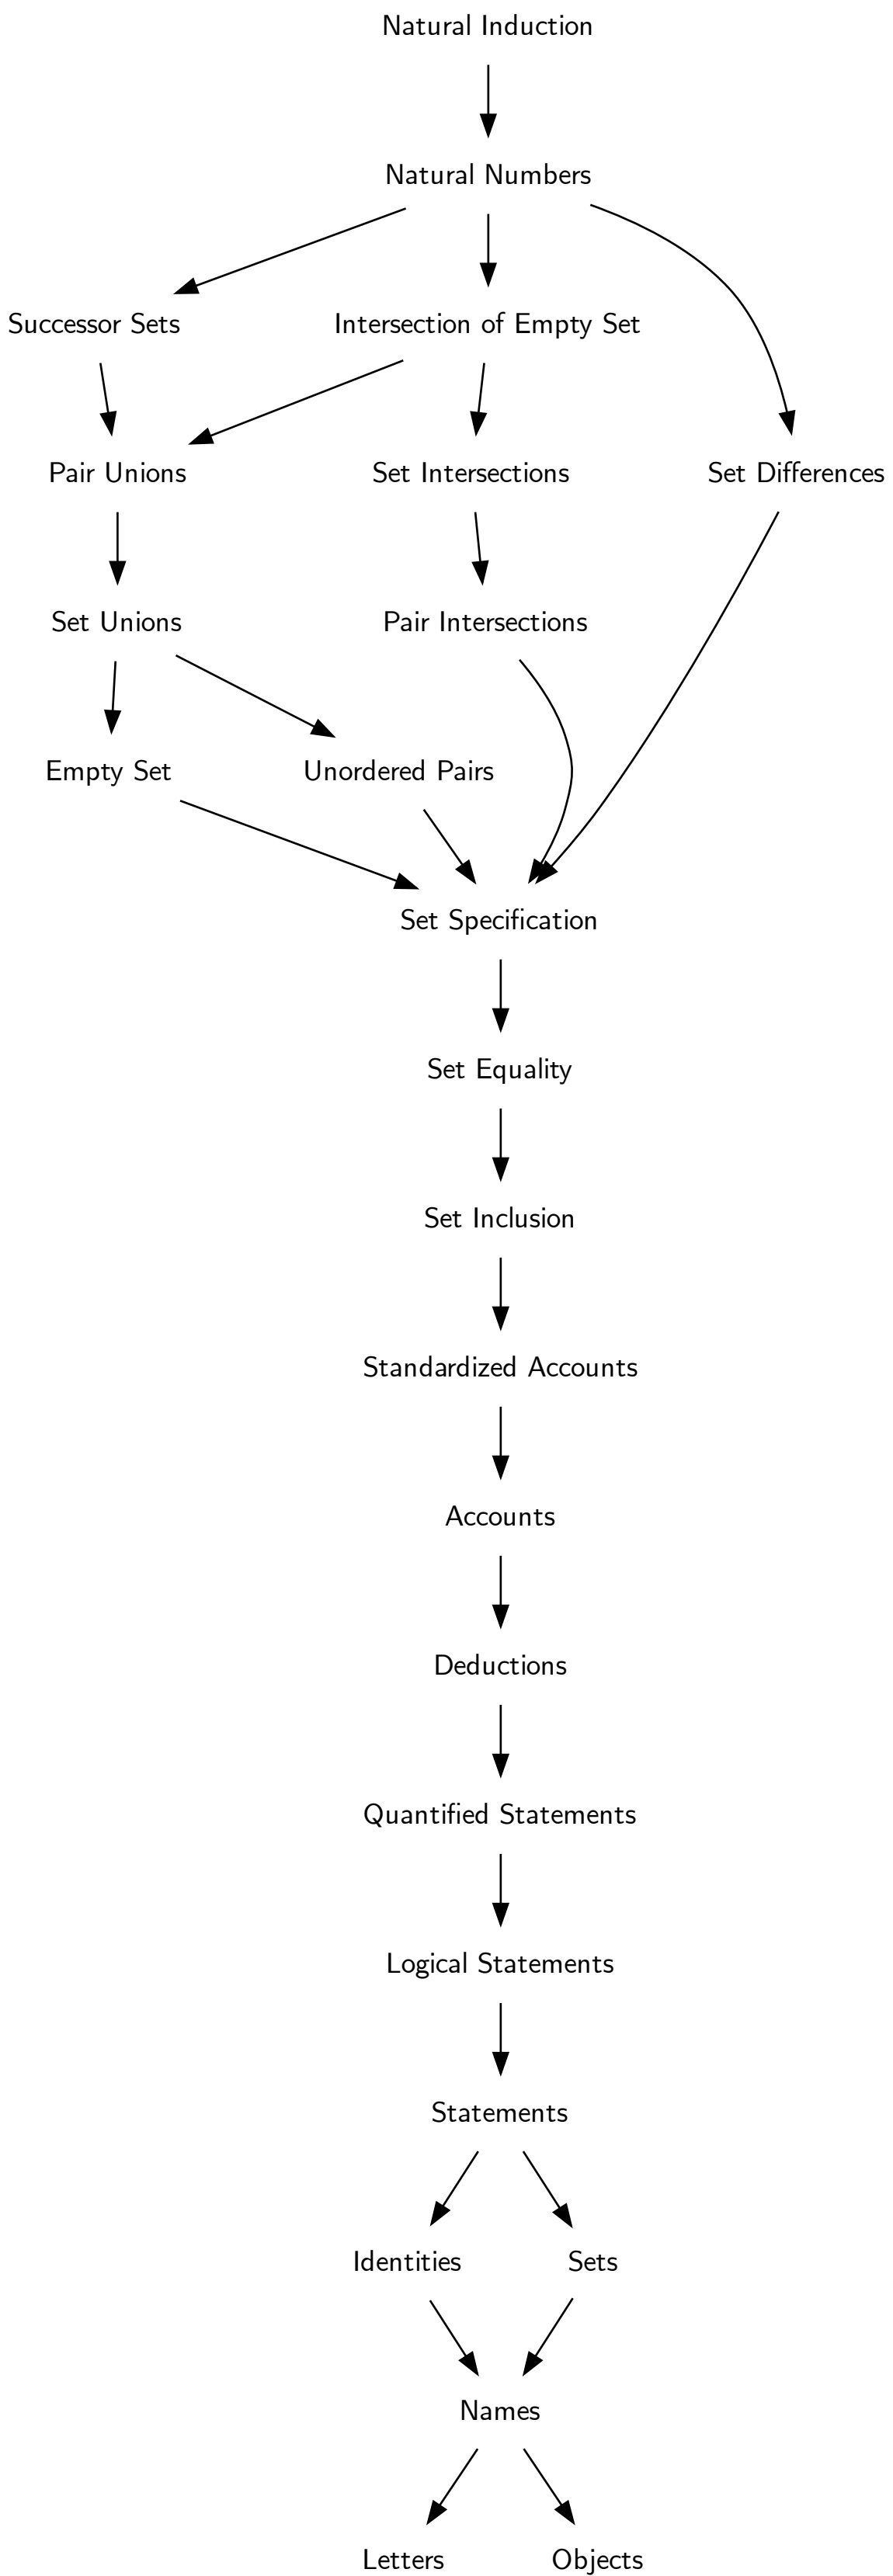 Natural Induction
Natural Numbers
Successor Sets
Intersection of Empty Set
Pair Unions
Set Intersections
Set Differences
Set Unions
Pair Intersections
Empty Set
Unordered Pairs
Set Specification
Set Equality
Set Inclusion
Standardized Accounts
Accounts
Deductions
Quantified Statements
Logical Statements
Statements
Identities
Sets
Names
Letters
Objects